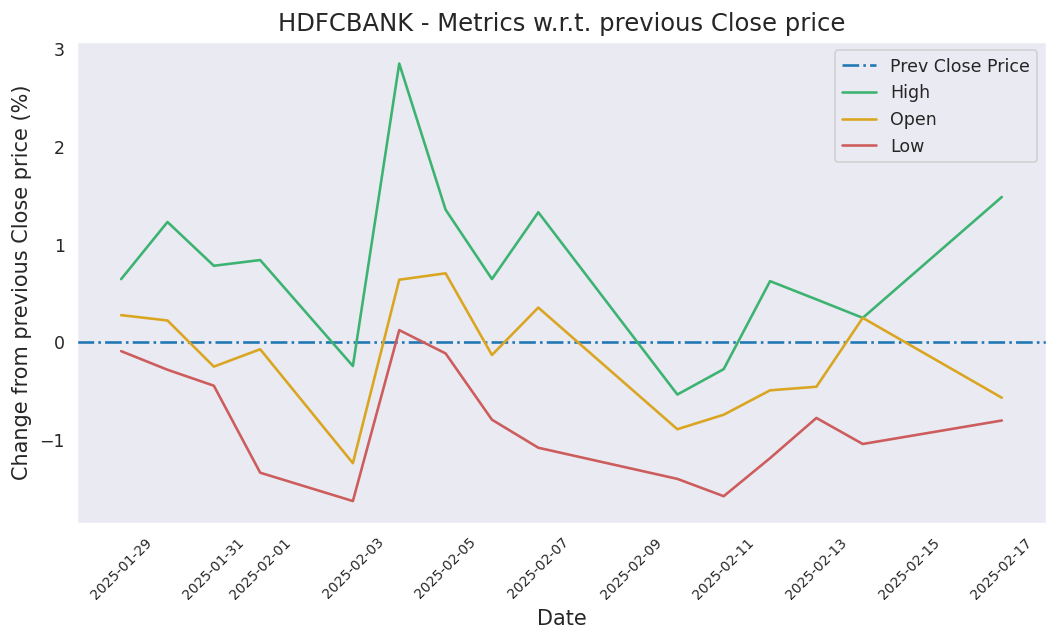 HDFCBANK - Metrics w.r.t. previous Close price
Change from previous Close price (%)
3
2
1
0
−1
Prev Close Price
High
Open
Low
2025-01-29
2025-01-31
2025-02-01
2025-02-03
2025-02-05
2025-02-07
2025-02-09
2025-02-11
2025-02-13
2025-02-15
2025-02-17
Date